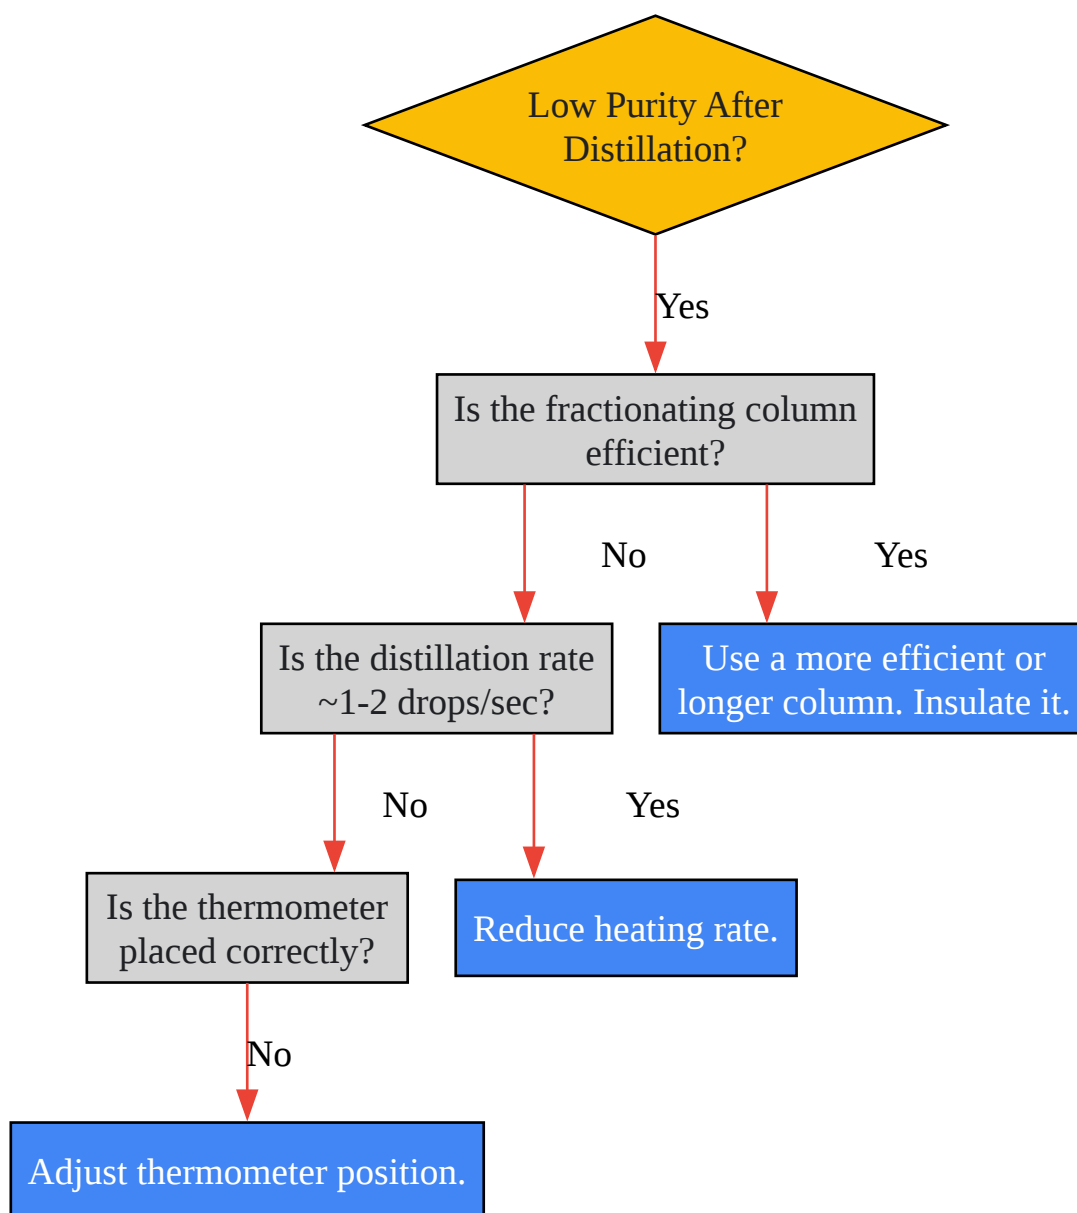 Low Purity After
Distillation?
Yes
Is the fractionating column
efficient?
No
Yes
Is the distillation rate
~1-2 drops/sec?
Use a more efficient or
longer column. Insulate it.
No
Yes
Is the thermometer
placed correctly?
Reduce heating rate.
No
Adjust thermometer position.